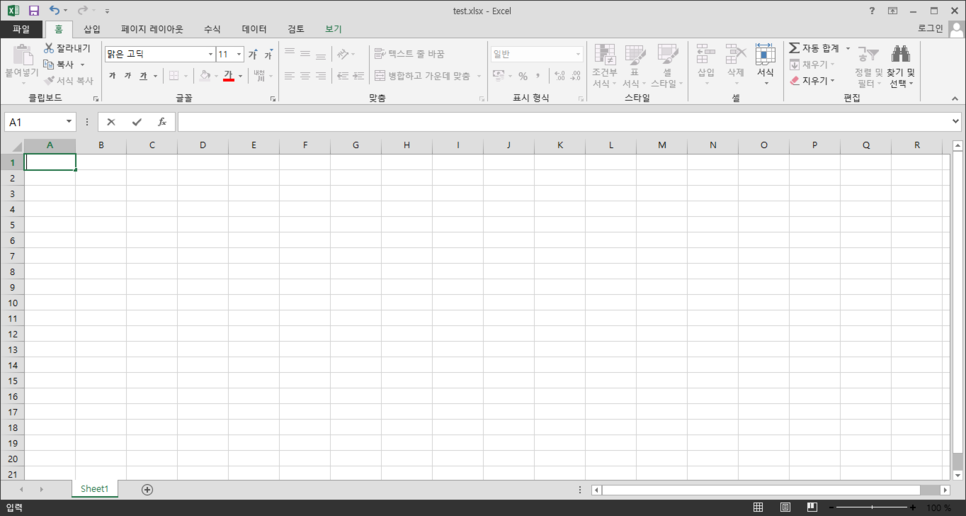 test.xlsx - Excel
파일 홈 삽입 페이지 레이아웃 수식 데이터 검토 보기 로그인
붙여넣기 잘라내기 복사 서식 복사 클립보드
맑은 고딕 11 가 가
가 가 가 가 내천 글꼴
텍스트 줄 바꿈
병합하고 가운데 맞춤 맞춤
일반
% , 표시 형식
조건부 서식 표 서식 셀 스타일 스타일
삽입 삭제 서식 셀
자동 합계 채우기 지우기 정렬 및 필터 찾기 및 선택 편집
A1 fx
A B C D E F G H I J K L M N O P Q R
1
2
3
4
5
6
7
8
9
10
11
12
13
14
15
16
17
18
19
20
21
Sheet1
입력 100 %